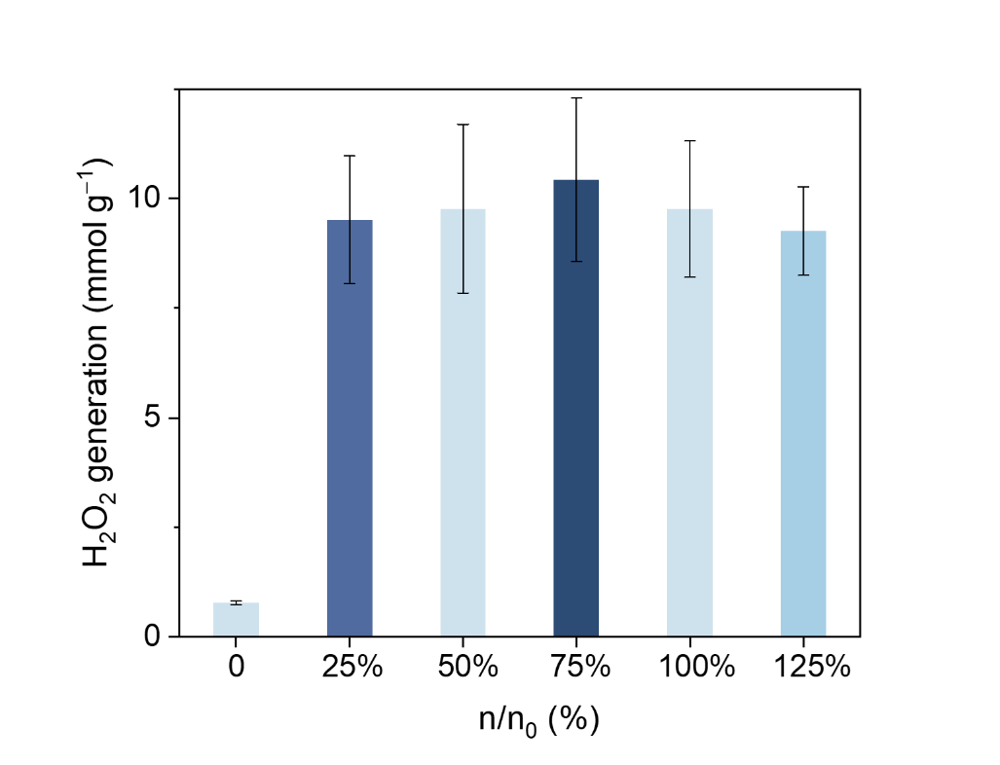 H₂O₂ generation (mmol g⁻¹)
10
5
0
0 25% 50% 75% 100% 125%
n/n₀ (%)